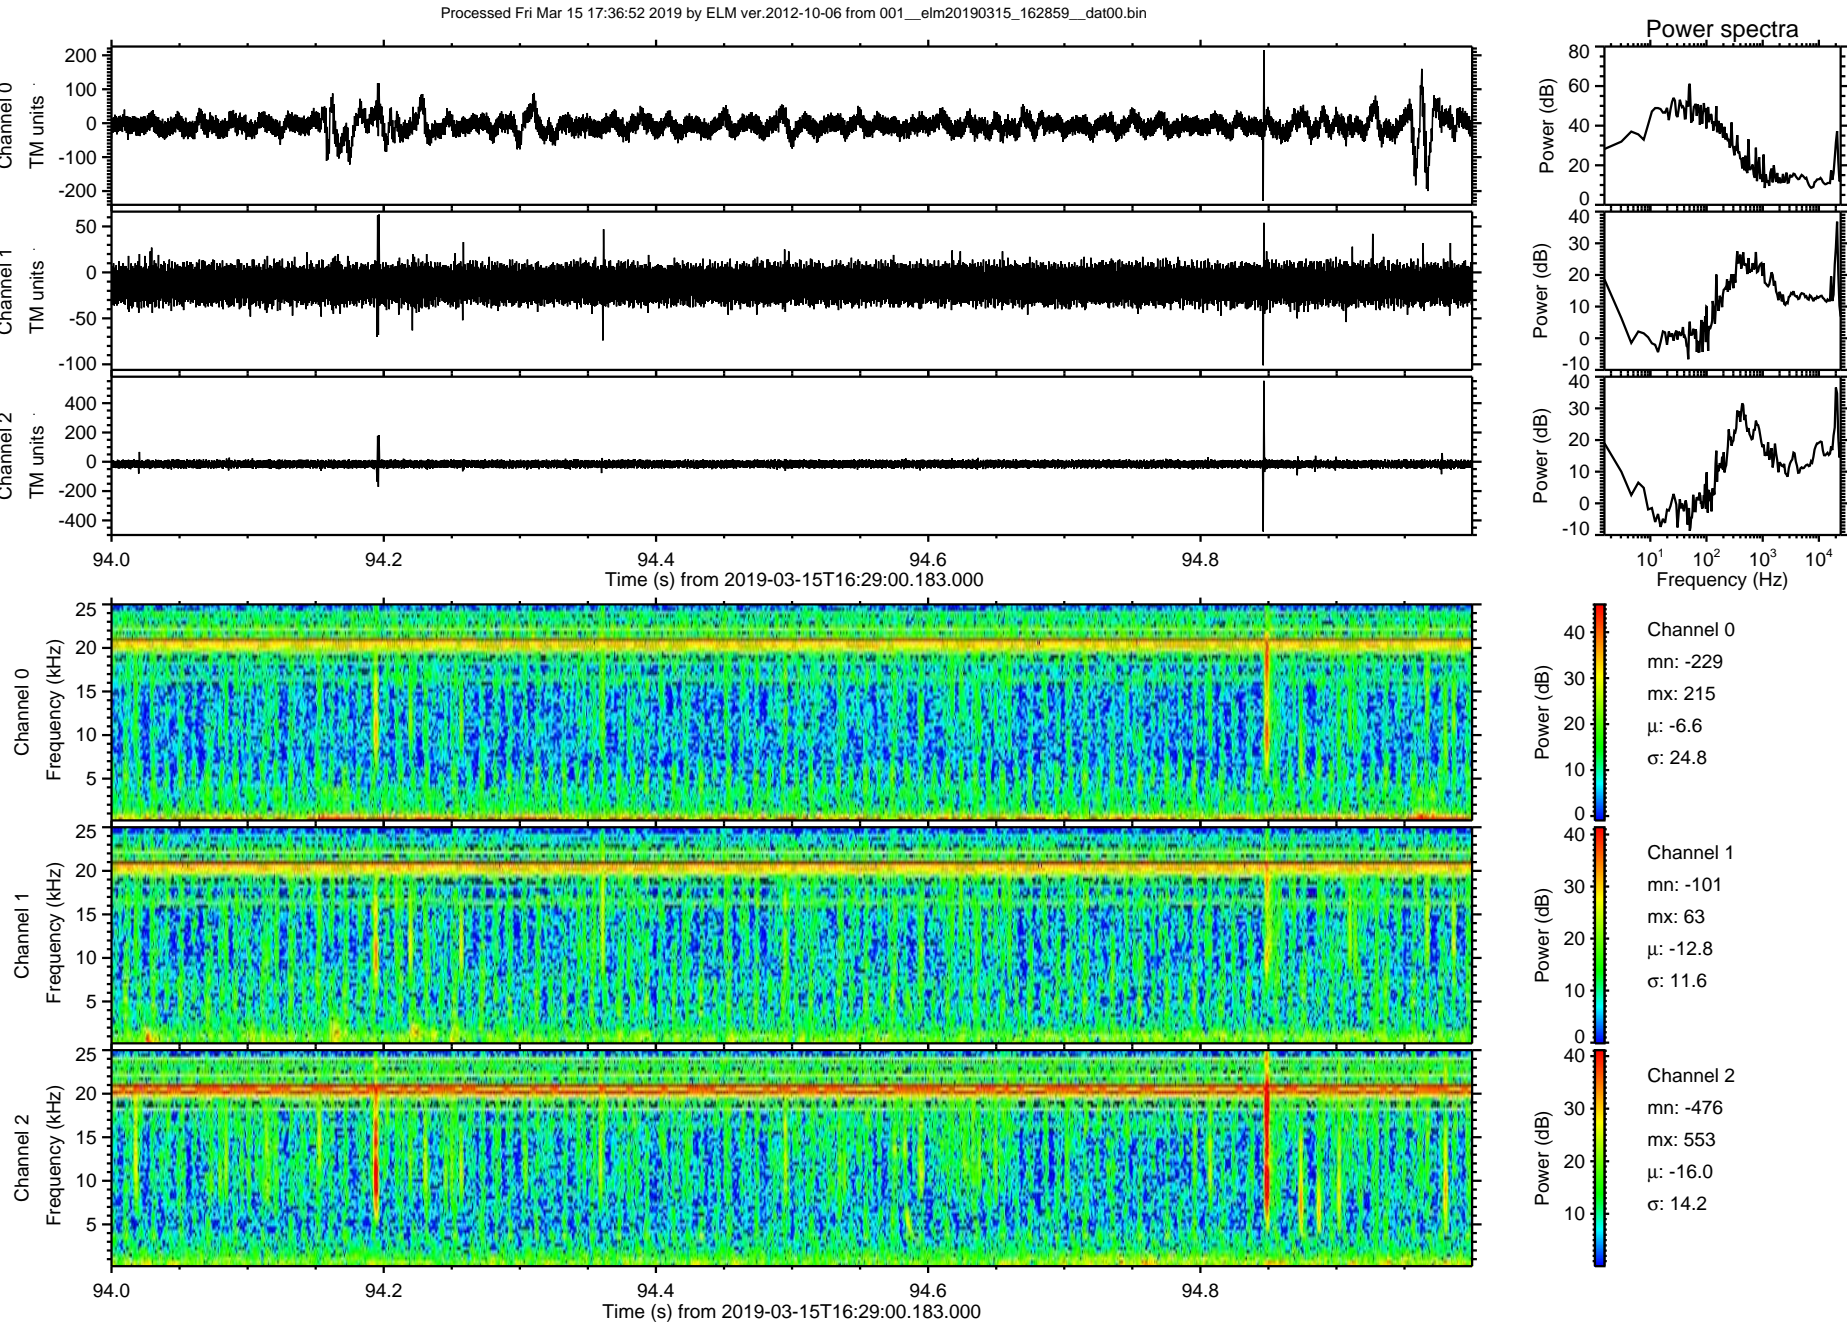 Processed Fri Mar 15 17:36:52 2019 by ELM ver.2012-10-06 from 001__elm20190315_162859__dat00.bin
Power spectra
Channel 0
TM units
200
100
0
-100
-200
Power (dB)
80
60
40
20
0
Channel 1
TM units
50
0
-50
-100
Power (dB)
40
30
20
10
0
-10
Channel 2
TM units
400
200
0
-200
-400
Power (dB)
40
30
20
10
0
-10
94.0 94.2 94.4 94.6 94.8
Time (s) from 2019-03-15T16:29:00.183.000
10^1 10^2 10^3 10^4
Frequency (Hz)
Channel 0
Frequency (kHz)
25
20
15
10
5
Power (dB)
40
30
20
10
0
Channel 0
mn: -229
mx: 215
μ: -6.6
σ: 24.8
Channel 1
Frequency (kHz)
25
20
15
10
5
Power (dB)
40
30
20
10
0
Channel 1
mn: -101
mx: 63
μ: -12.8
σ: 11.6
Channel 2
Frequency (kHz)
25
20
15
10
5
Power (dB)
40
30
20
10
Channel 2
mn: -476
mx: 553
μ: -16.0
σ: 14.2
94.0 94.2 94.4 94.6 94.8
Time (s) from 2019-03-15T16:29:00.183.000